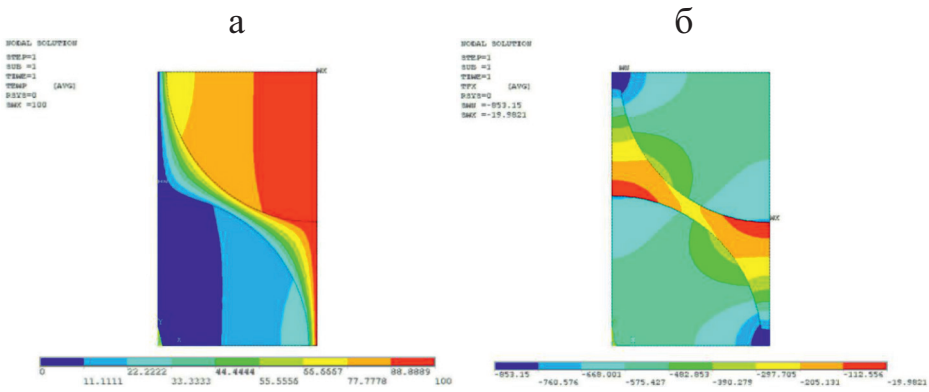 а
б
NODAL SOLUTION
STEP=1
SUB =1
TIME=1
TEMP (AVG)
RSYS=0
SMX =100
MX
0
11.1111
22.2222
33.3333
44.4444
55.5555
66.6667
77.7778
88.8889
100
NODAL SOLUTION
STEP=1
SUB =1
TIME=1
TFX (AVG)
RSYS=0
SMN =-853.15
SMX =-19.9821
MN
MX
-853.15
-760.576
-668.001
-575.427
-482.853
-390.279
-297.705
-205.131
-112.556
-19.9821